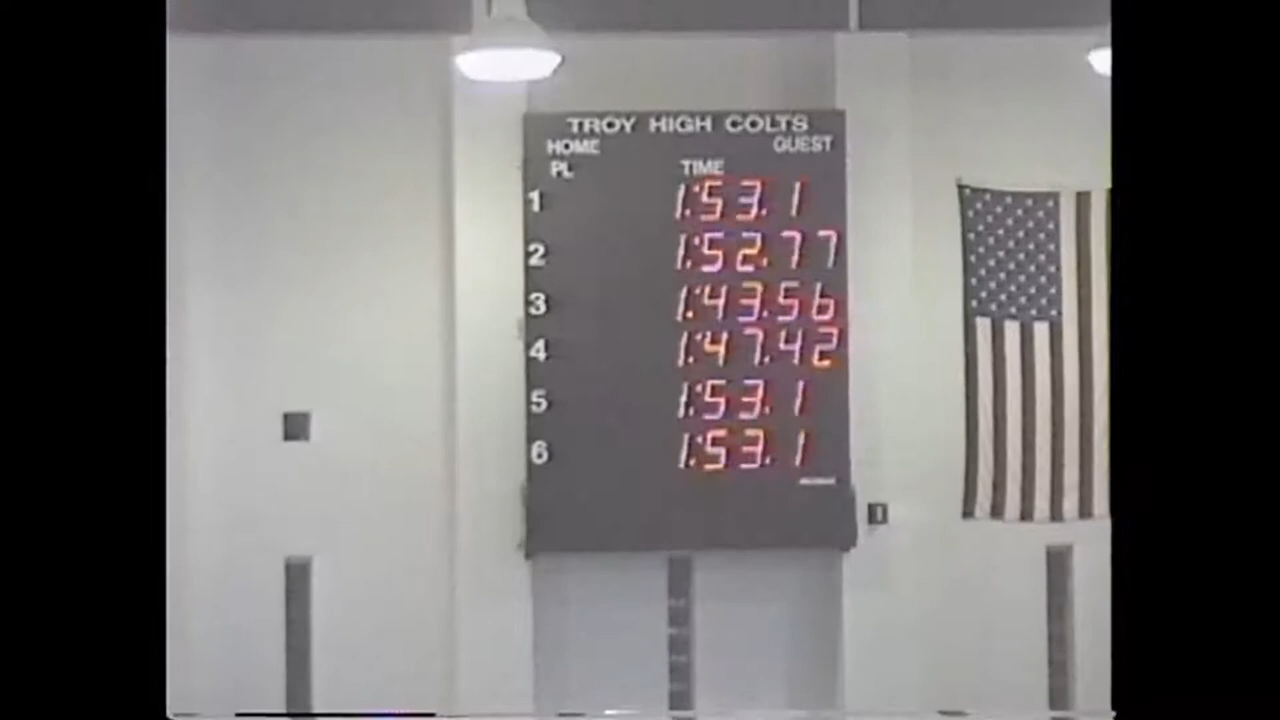 TROY HIGH COLTS
HOME GUEST
PL TIME
1 1:53.1
2 1:52.77
3 1:43.56
4 1:47.42
5 1:53.1
6 1:53.1